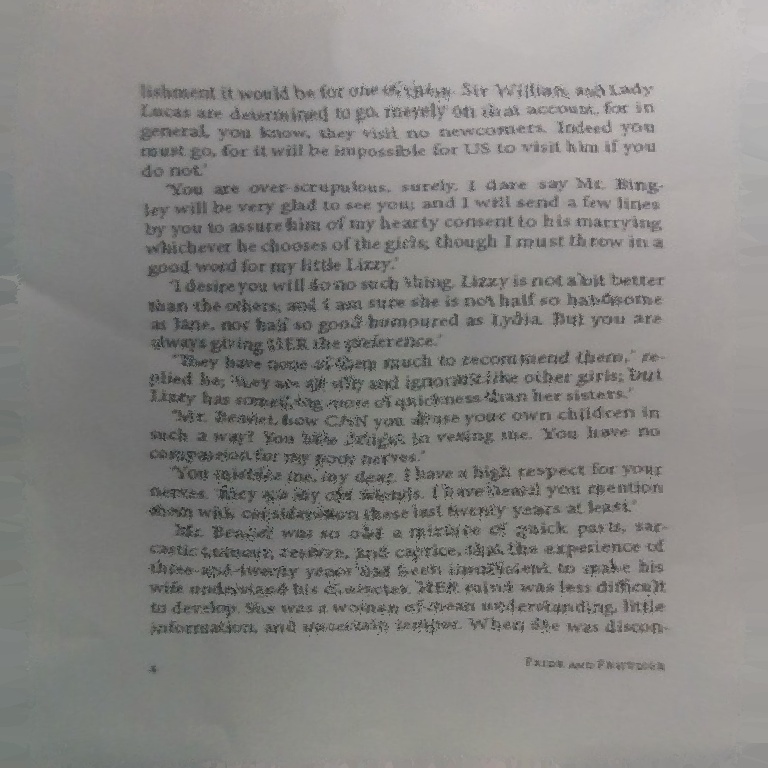 lishment it would be for one of them. Sir William and Lady
Lucas are determined to go, merely on that account, for in
general, you know, they visit no newcomers. Indeed you
must go, for it will be impossible for US to visit him if you
do not.'
'You are over-scrupulous, surely. I dare say Mr. Bing-
ley will be very glad to see you; and I will send a few lines
by you to assure him of my hearty consent to his marrying
whichever he chooses of the girls; though I must throw in a
good word for my little Lizzy.'
'I desire you will do no such thing. Lizzy is not a bit better
than the others; and I am sure she is not half so handsome
as Jane, nor half so good-humoured as Lydia. But you are
always giving HER the preference.'
'They have none of them much to recommend them,' re-
plied he; 'they are all silly and ignorant like other girls; but
Lizzy has something more of quickness than her sisters.'
'Mr. Bennet, how CAN you abuse your own children in
such a way? You take delight in vexing me. You have no
compassion for my poor nerves.'
'You mistake me, my dear. I have a high respect for your
nerves. They are my old friends. I have heard you mention
them with consideration these last twenty years at least.'
Mr. Bennet was so odd a mixture of quick parts, sar-
castic humour, reserve, and caprice, that the experience of
three-and-twenty years had been insufficient to make his
wife understand his character. HER mind was less difficult
to develop. She was a woman of mean understanding, little
information, and uncertain temper. When she was discon-
4 Pride and Prejudice